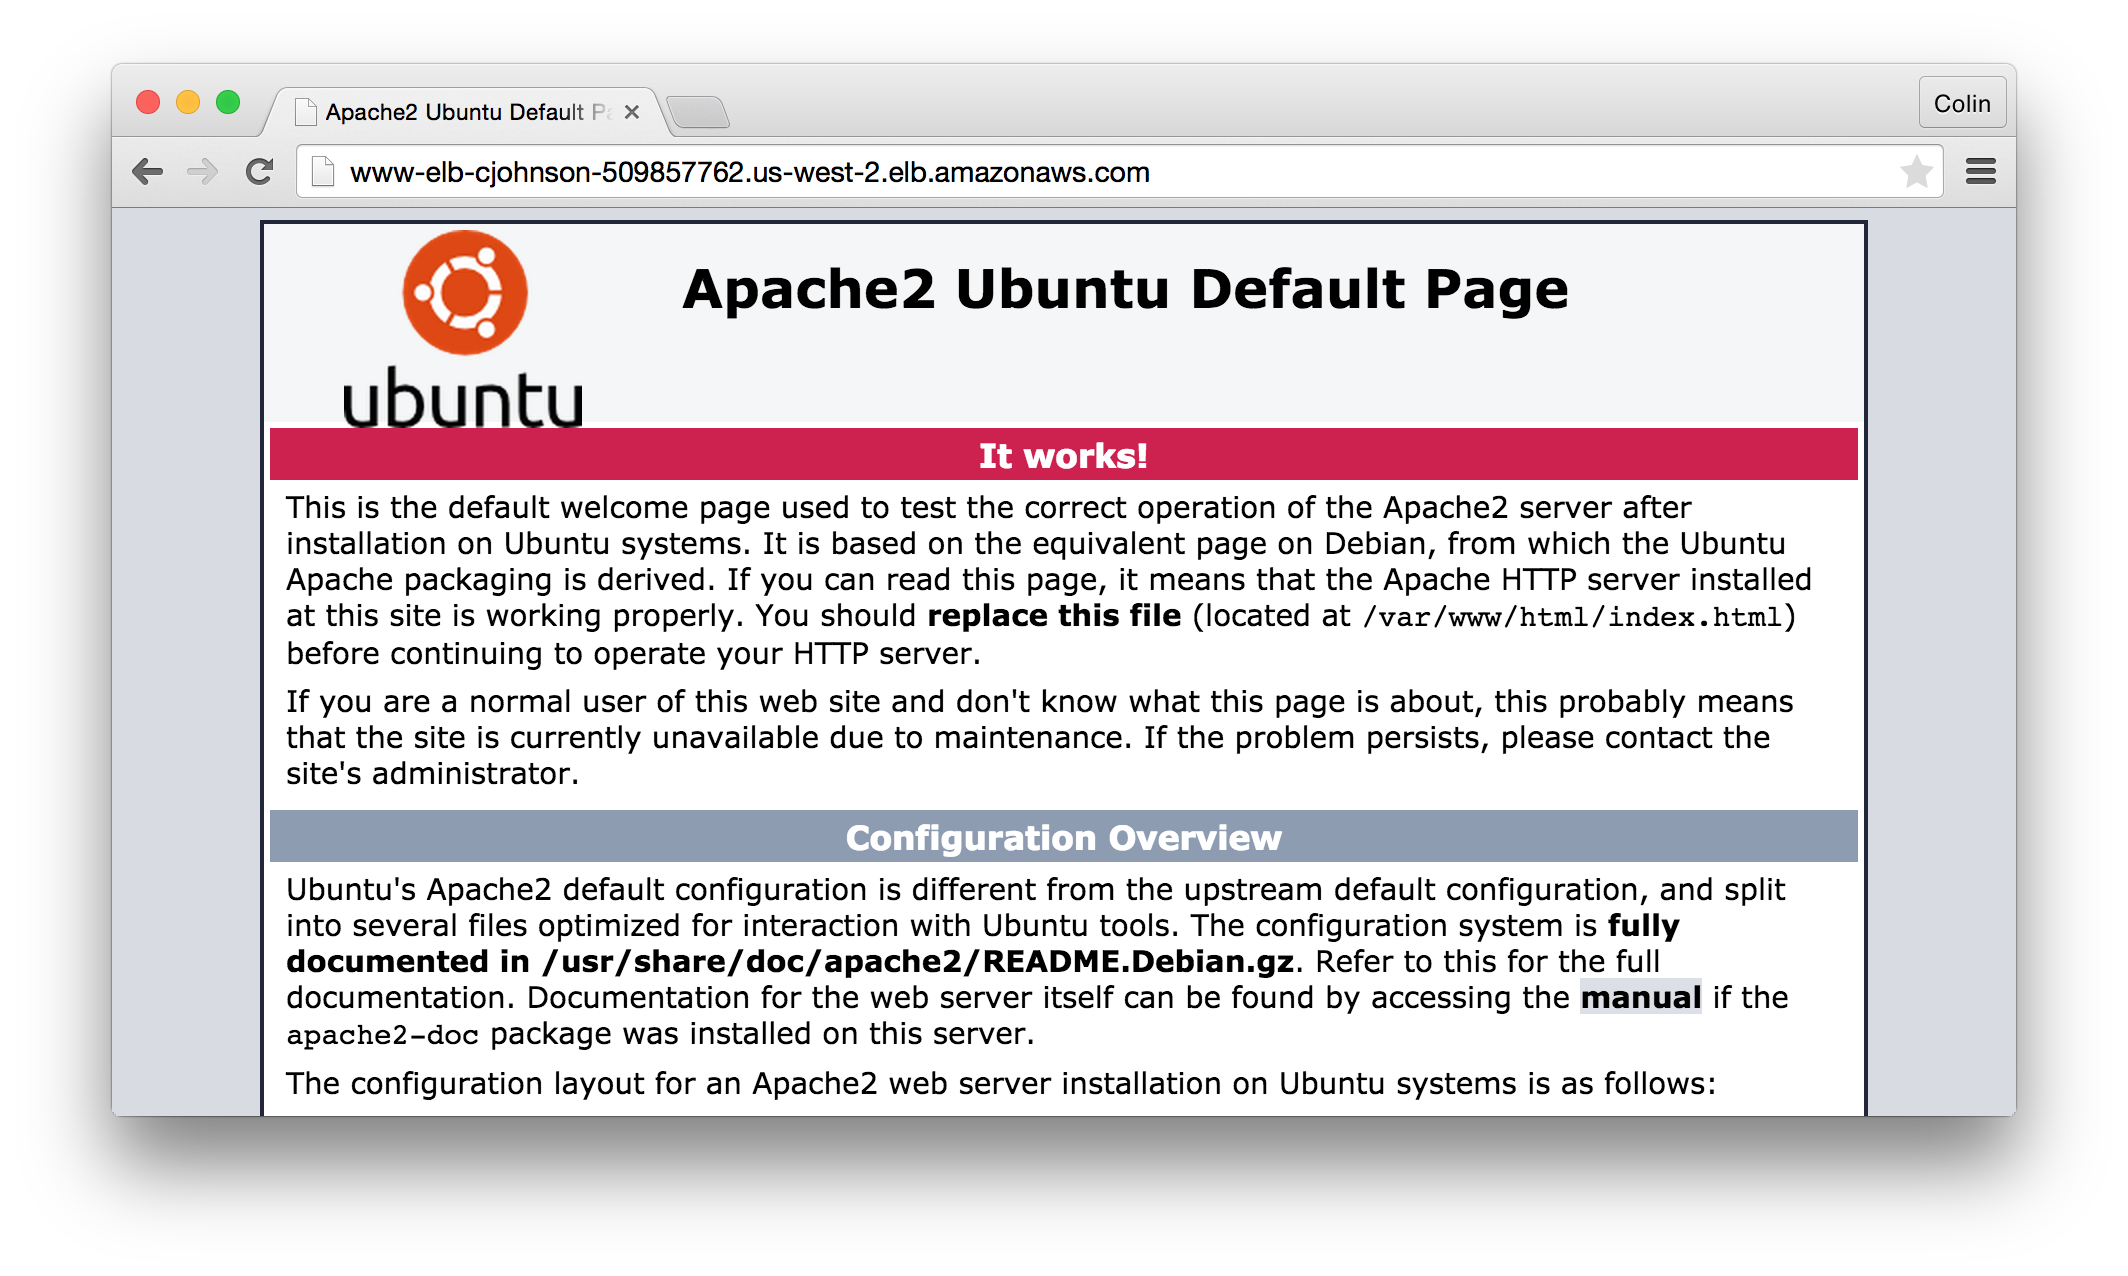 Apache2 Ubuntu Default Pa
Colin
www-elb-cjohnson-509857762.us-west-2.elb.amazonaws.com
ubuntu
Apache2 Ubuntu Default Page
It works!
This is the default welcome page used to test the correct operation of the Apache2 server after
installation on Ubuntu systems. It is based on the equivalent page on Debian, from which the Ubuntu
Apache packaging is derived. If you can read this page, it means that the Apache HTTP server installed
at this site is working properly. You should replace this file (located at /var/www/html/index.html)
before continuing to operate your HTTP server.
If you are a normal user of this web site and don't know what this page is about, this probably means
that the site is currently unavailable due to maintenance. If the problem persists, please contact the
site's administrator.
Configuration Overview
Ubuntu's Apache2 default configuration is different from the upstream default configuration, and split
into several files optimized for interaction with Ubuntu tools. The configuration system is fully
documented in /usr/share/doc/apache2/README.Debian.gz. Refer to this for the full
documentation. Documentation for the web server itself can be found by accessing the manual if the
apache2-doc package was installed on this server.
The configuration layout for an Apache2 web server installation on Ubuntu systems is as follows: